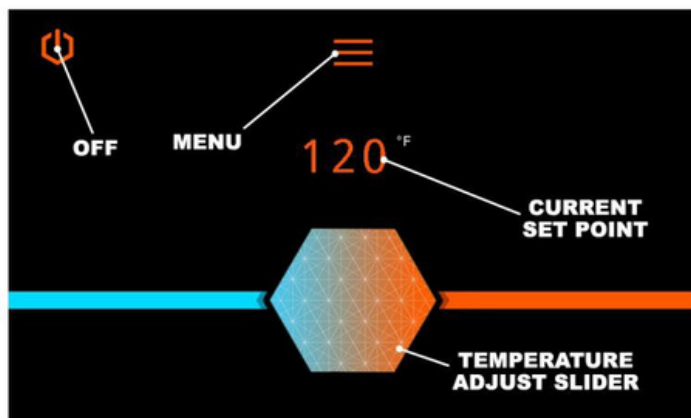 OFF
MENU
120 °F
CURRENT
SET POINT
TEMPERATURE
ADJUST SLIDER